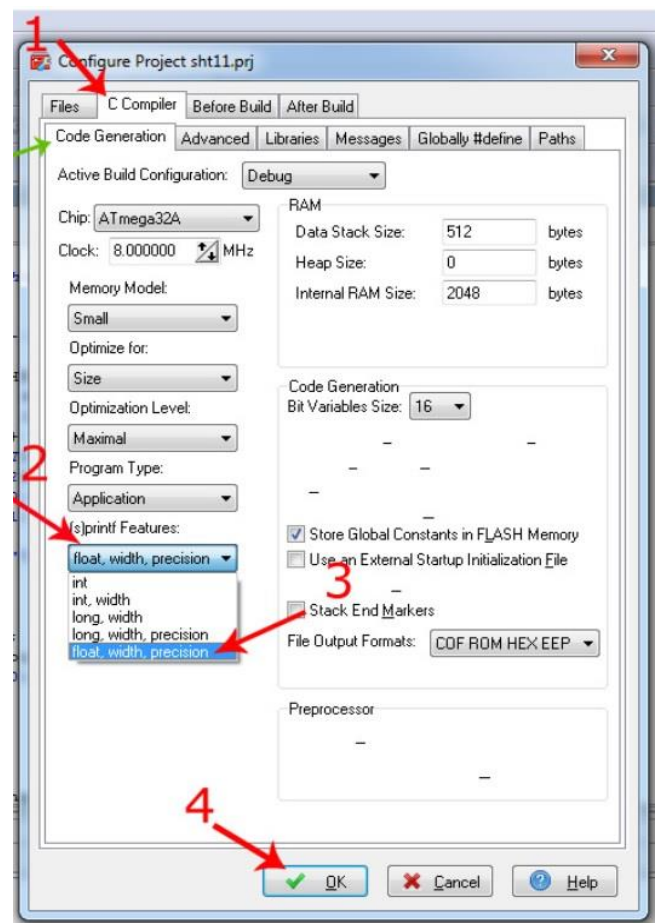 1
Configure Project sht11.prj
Files C Compiler Before Build After Build
Code Generation Advanced Libraries Messages Globally #define Paths
Active Build Configuration: Debug
Chip: ATmega32A
Clock: 8.000000 MHz
Memory Model:
Small
Optimize for:
Size
Optimization Level:
Maximal
2
Program Type:
Application
(s)printf Features:
float, width, precision
int
int, width
long, width
long, width, precision
float, width, precision
RAM
Data Stack Size: 512 bytes
Heap Size: 0 bytes
Internal RAM Size: 2048 bytes
Code Generation
Bit Variables Size: 16
Store Global Constants in FLASH Memory
Use an External Startup Initialization File
3
Stack End Markers
File Output Formats: COF ROM HEX EEP
Preprocessor
4
OK Cancel Help